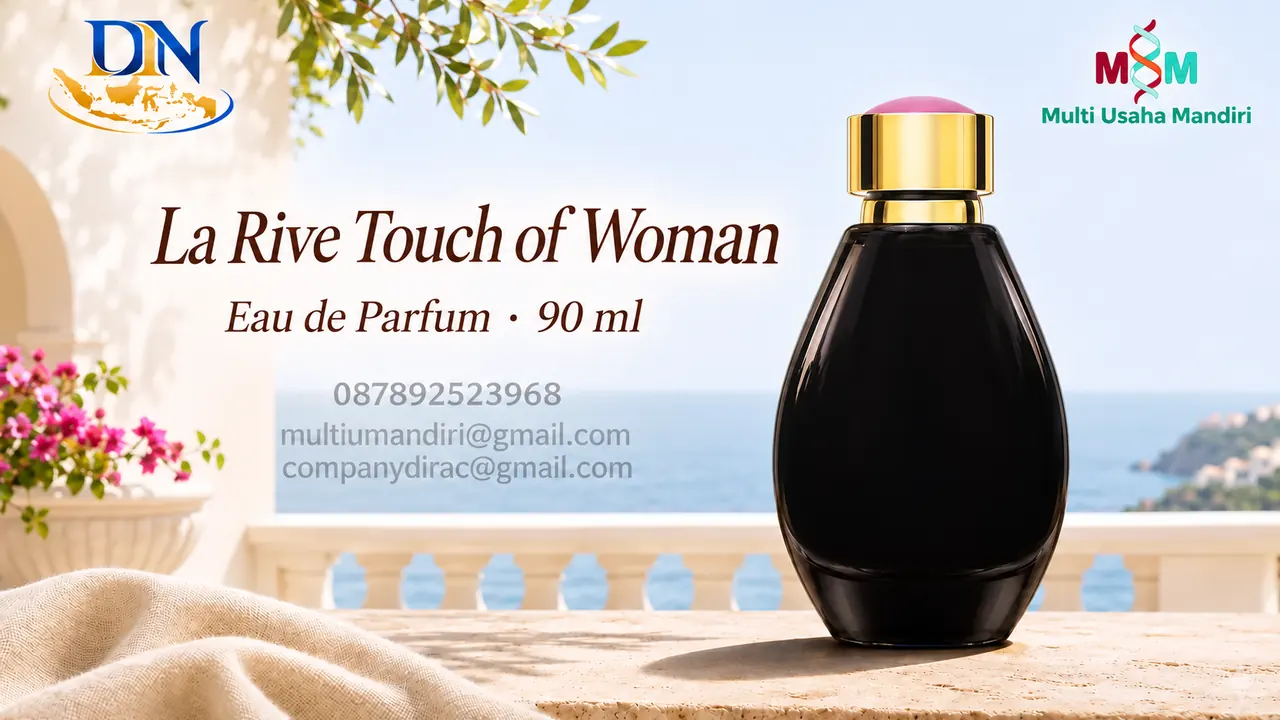 DN
MSM
Multi Usaha Mandiri
La Rive Touch of Woman
Eau de Parfum · 90 ml
087892523968
multiumandiri@gmail.com
companydirac@gmail.com